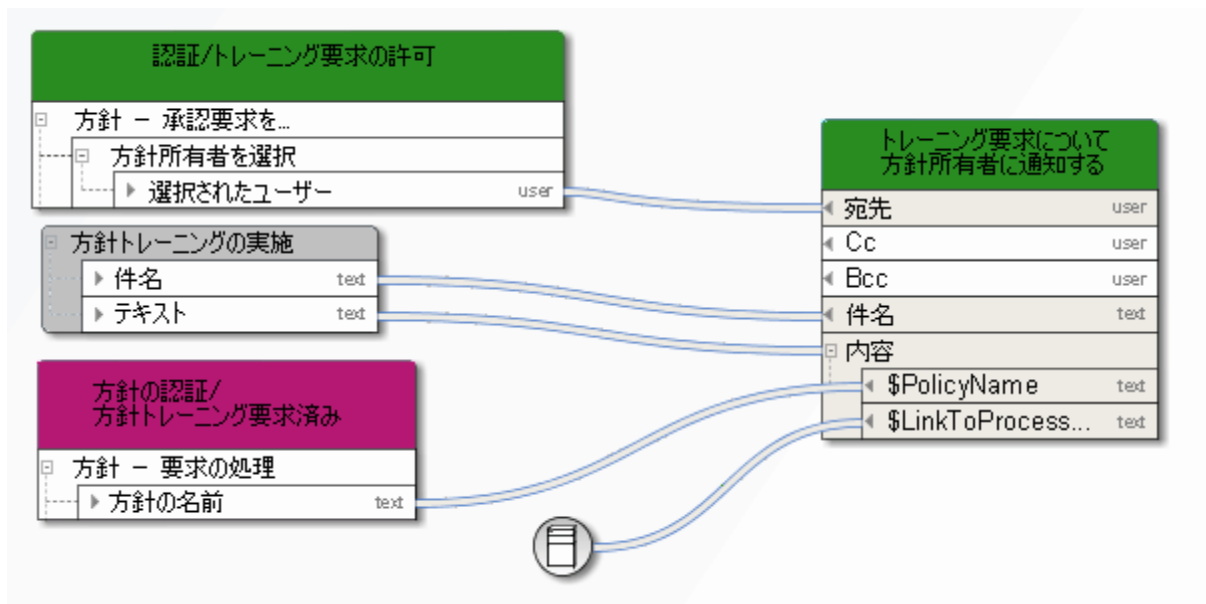 認証/トレーニング要求の許可
方針 – 承認要求を...
方針所有者を選択
選択されたユーザー user
方針トレーニングの実施
件名 text
テキスト text
方針の認証/
方針トレーニング要求済み
方針 – 要求の処理
方針の名前 text
トレーニング要求について
方針所有者に通知する
宛先 user
Cc user
Bcc user
件名 text
内容
$PolicyName text
$LinkToProcess... text